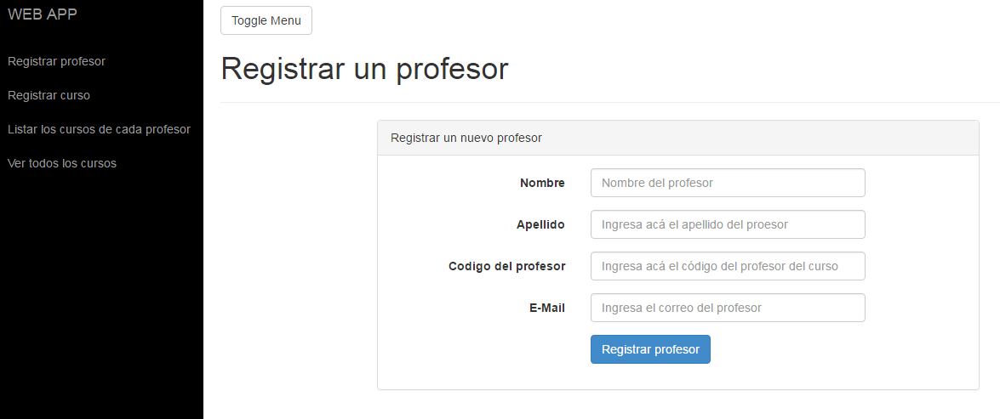 WEB APP
Registrar profesor
Registrar curso
Listar los cursos de cada profesor
Ver todos los cursos
Toggle Menu
Registrar un profesor
Registrar un nuevo profesor
Nombre Nombre del profesor
Apellido Ingresa acá el apellido del proesor
Codigo del profesor Ingresa acá el código del profesor del curso
E-Mail Ingresa el correo del profesor
Registrar profesor